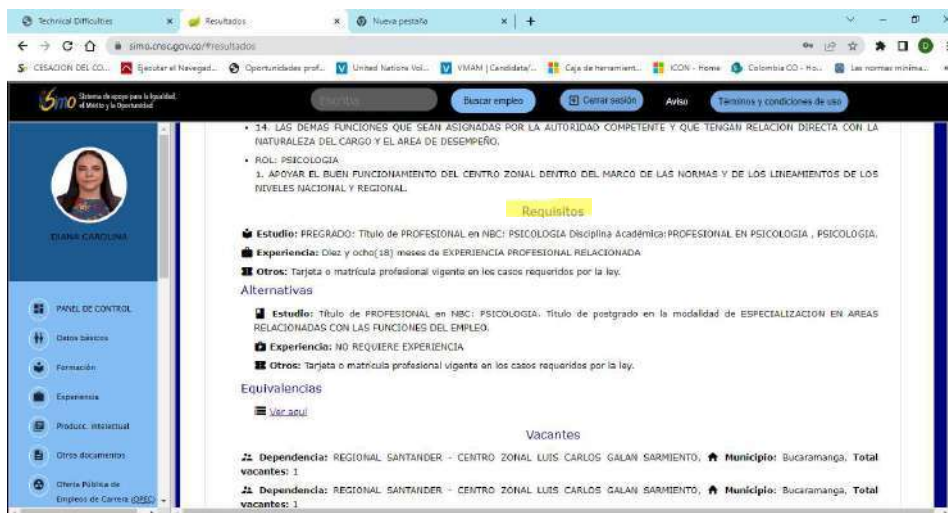 Technical Difficulties
Resultados
Nueva pestaña
simo.cnsc.gov.co/#resultados
CESACION DEL CO...
Ejecutar el Navegad...
Oportunidades prof...
United Nations Vol...
VMAM | Candidata/...
Caja de herramient...
ICON - Home
Colombia CO - Ho...
Las normas mínima...
Simo Sistema de apoyo para la Igualdad, el Mérito y la Oportunidad
Buscar empleo
Cerrar sesión
Aviso
Términos y condiciones de uso
DIANA CAROLINA
PANEL DE CONTROL
Datos básicos
Formación
Experiencia
Producc. intelectual
Otros documentos
Oferta Pública de
Empleos de Carrera (OPEC)
• 14. LAS DEMAS FUNCIONES QUE SEAN ASIGNADAS POR LA AUTORIDAD COMPETENTE Y QUE TENGAN RELACION DIRECTA CON LA
NATURALEZA DEL CARGO Y EL AREA DE DESEMPEÑO.
• ROL: PSICOLOGIA
1. APOYAR EL BUEN FUNCIONAMIENTO DEL CENTRO ZONAL DENTRO DEL MARCO DE LAS NORMAS Y DE LOS LINEAMIENTOS DE LOS
NIVELES NACIONAL Y REGIONAL.
Requisitos
Estudio: PREGRADO: Título de PROFESIONAL en NBC: PSICOLOGIA Disciplina Académica:PROFESIONAL EN PSICOLOGIA , PSICOLOGIA.
Experiencia: Diez y ocho(18) meses de EXPERIENCIA PROFESIONAL RELACIONADA
Otros: Tarjeta o matrícula profesional vigente en los casos requeridos por la ley.
Alternativas
Estudio: Título de PROFESIONAL en NBC: PSICOLOGIA. Título de postgrado en la modalidad de ESPECIALIZACION EN AREAS
RELACIONADAS CON LAS FUNCIONES DEL EMPLEO.
Experiencia: NO REQUIERE EXPERIENCIA
Otros: Tarjeta o matrícula profesional vigente en los casos requeridos por la ley.
Equivalencias
Ver aquí
Vacantes
Dependencia: REGIONAL SANTANDER - CENTRO ZONAL LUIS CARLOS GALAN SARMIENTO, Municipio: Bucaramanga, Total
vacantes: 1
Dependencia: REGIONAL SANTANDER - CENTRO ZONAL LUIS CARLOS GALAN SARMIENTO, Municipio: Bucaramanga, Total
vacantes: 1